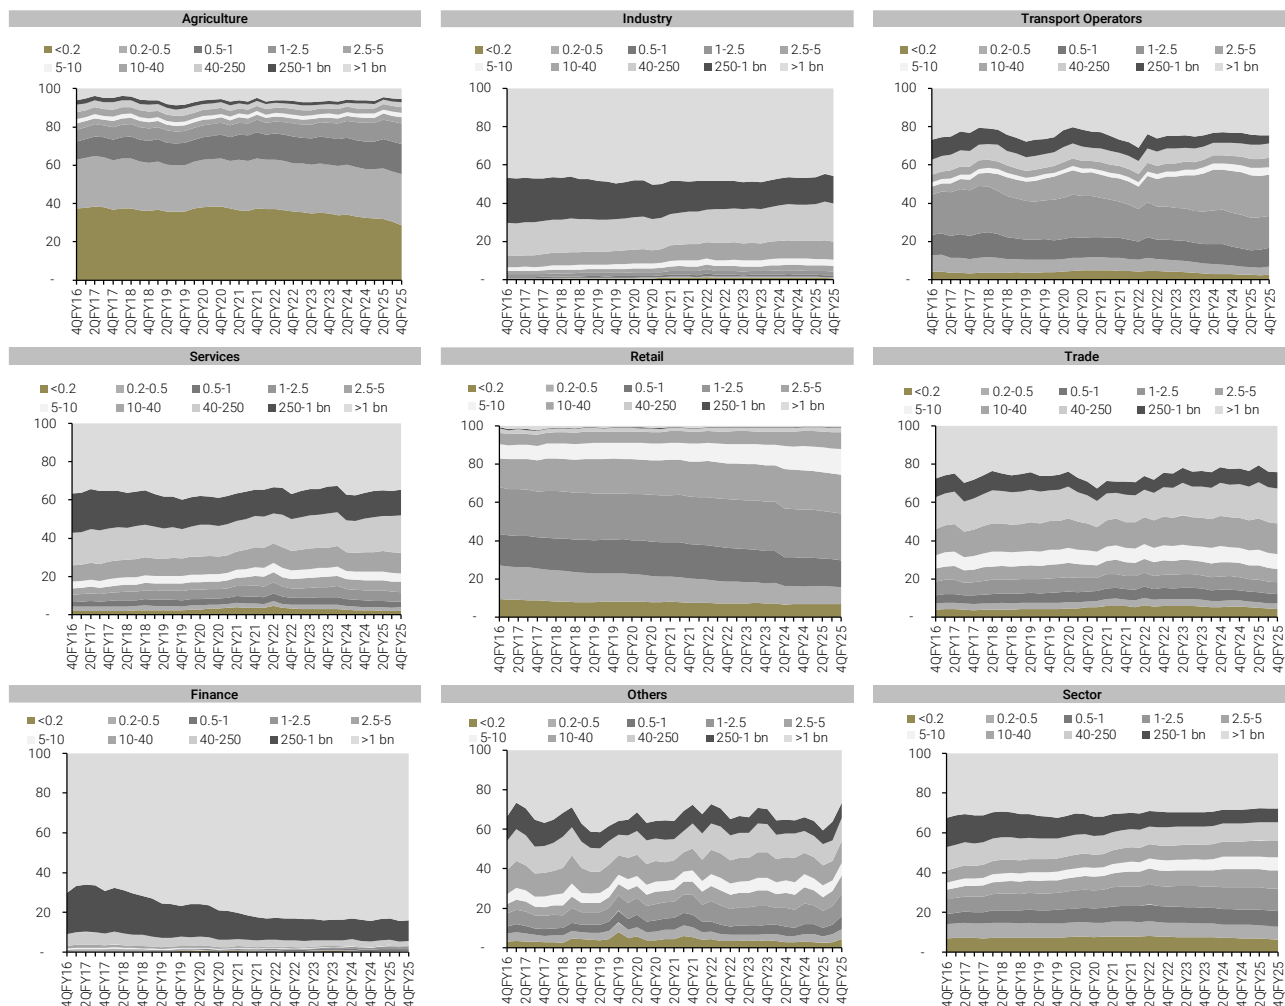 Agriculture
<0.2 0.2-0.5 0.5-1 1-2.5 2.5-5
5-10 10-40 40-250 250-1 bn >1 bn
100
80
60
40
20
-
4QFY16 2QFY17 4QFY17 2QFY18 4QFY18 2QFY19 4QFY19 2QFY20 4QFY20 2QFY21 4QFY21 2QFY22 4QFY22 2QFY23 4QFY23 2QFY24 4QFY24 2QFY25 4QFY25
Industry
<0.2 0.2-0.5 0.5-1 1-2.5 2.5-5
5-10 10-40 40-250 250-1 bn >1 bn
100
80
60
40
20
-
4QFY16 2QFY17 4QFY17 2QFY18 4QFY18 2QFY19 4QFY19 2QFY20 4QFY20 2QFY21 4QFY21 2QFY22 4QFY22 2QFY23 4QFY23 2QFY24 4QFY24 2QFY25 4QFY25
Transport Operators
<0.2 0.2-0.5 0.5-1 1-2.5 2.5-5
5-10 10-40 40-250 250-1 bn >1 bn
100
80
60
40
20
-
4QFY16 2QFY17 4QFY17 2QFY18 4QFY18 2QFY19 4QFY19 2QFY20 4QFY20 2QFY21 4QFY21 2QFY22 4QFY22 2QFY23 4QFY23 2QFY24 4QFY24 2QFY25 4QFY25
Services
<0.2 0.2-0.5 0.5-1 1-2.5 2.5-5
5-10 10-40 40-250 250-1 bn >1 bn
100
80
60
40
20
-
4QFY16 2QFY17 4QFY17 2QFY18 4QFY18 2QFY19 4QFY19 2QFY20 4QFY20 2QFY21 4QFY21 2QFY22 4QFY22 2QFY23 4QFY23 2QFY24 4QFY24 2QFY25 4QFY25
Retail
<0.2 0.2-0.5 0.5-1 1-2.5 2.5-5
5-10 10-40 40-250 250-1 bn >1 bn
100
80
60
40
20
-
4QFY16 2QFY17 4QFY17 2QFY18 4QFY18 2QFY19 4QFY19 2QFY20 4QFY20 2QFY21 4QFY21 2QFY22 4QFY22 2QFY23 4QFY23 2QFY24 4QFY24 2QFY25 4QFY25
Trade
<0.2 0.2-0.5 0.5-1 1-2.5 2.5-5
5-10 10-40 40-250 250-1 bn >1 bn
100
80
60
40
20
-
4QFY16 2QFY17 4QFY17 2QFY18 4QFY18 2QFY19 4QFY19 2QFY20 4QFY20 2QFY21 4QFY21 2QFY22 4QFY22 2QFY23 4QFY23 2QFY24 4QFY24 2QFY25 4QFY25
Finance
<0.2 0.2-0.5 0.5-1 1-2.5 2.5-5
5-10 10-40 40-250 250-1 bn >1 bn
100
80
60
40
20
-
4QFY16 2QFY17 4QFY17 2QFY18 4QFY18 2QFY19 4QFY19 2QFY20 4QFY20 2QFY21 4QFY21 2QFY22 4QFY22 2QFY23 4QFY23 2QFY24 4QFY24 2QFY25 4QFY25
Others
<0.2 0.2-0.5 0.5-1 1-2.5 2.5-5
5-10 10-40 40-250 250-1 bn >1 bn
100
80
60
40
20
-
4QFY16 2QFY17 4QFY17 2QFY18 4QFY18 2QFY19 4QFY19 2QFY20 4QFY20 2QFY21 4QFY21 2QFY22 4QFY22 2QFY23 4QFY23 2QFY24 4QFY24 2QFY25 4QFY25
Sector
<0.2 0.2-0.5 0.5-1 1-2.5 2.5-5
5-10 10-40 40-250 250-1 bn >1 bn
100
80
60
40
20
-
4QFY16 2QFY17 4QFY17 2QFY18 4QFY18 2QFY19 4QFY19 2QFY20 4QFY20 2QFY21 4QFY21 2QFY22 4QFY22 2QFY23 4QFY23 2QFY24 4QFY24 2QFY25 4QFY25